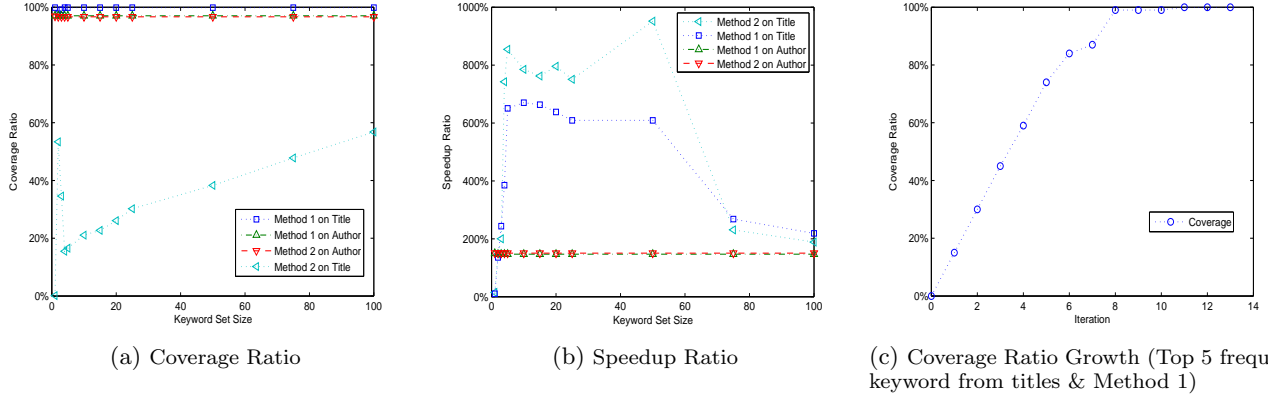 100%
80%
60%
40%
20%
0%
Coverage Ratio
0 20 40 60 80 100
Keyword Set Size
Method 1 on Title
Method 1 on Author
Method 2 on Author
Method 2 on Title
(a) Coverage Ratio
1000%
800%
600%
400%
200%
0%
Speedup Ratio
0 20 40 60 80 100
Keyword Set Size
Method 2 on Title
Method 1 on Title
Method 1 on Author
Method 2 on Author
(b) Speedup Ratio
100%
80%
60%
40%
20%
0%
Coverage Ratio
0 2 4 6 8 10 12 14
Iteration
Coverage
(c) Coverage Ratio Growth (Top 5 frequ
keyword from titles & Method 1)